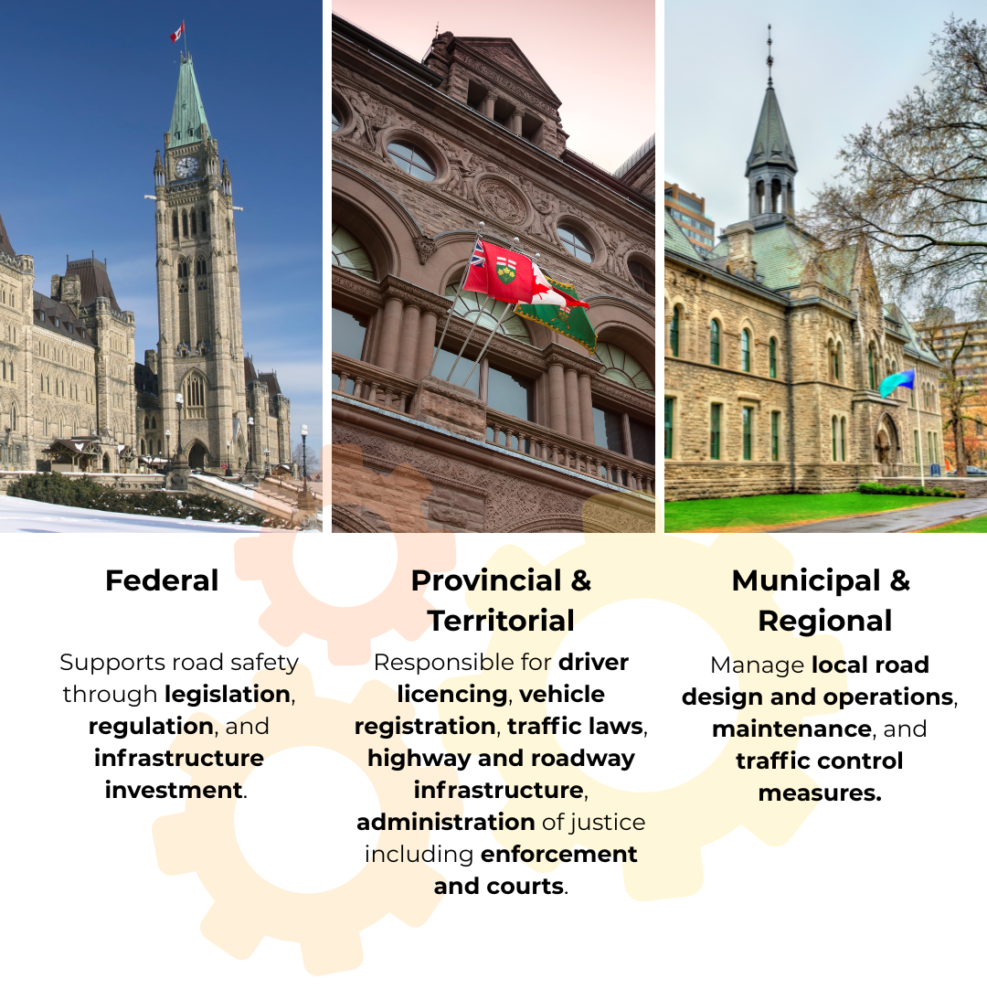 Federal
Supports road safety
through legislation,
regulation, and
infrastructure
investment.
Provincial &
Territorial
Responsible for driver
licencing, vehicle
registration, traffic laws,
highway and roadway
infrastructure,
administration of justice
including enforcement
and courts.
Municipal &
Regional
Manage local road
design and operations,
maintenance, and
traffic control
measures.